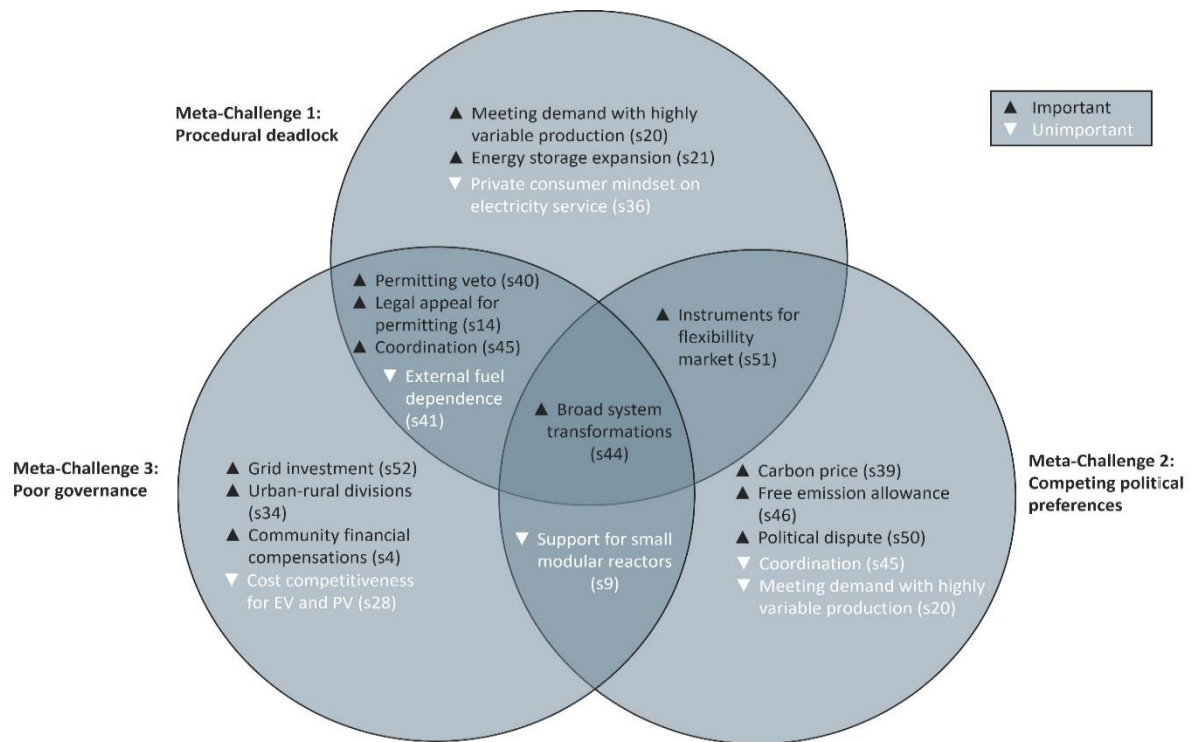 Meta-Challenge 1:
Procedural deadlock
▲ Meeting demand with highly
variable production (s20)
▲ Energy storage expansion (s21)
▼ Private consumer mindset on
electricity service (s36)
▲ Important
▼ Unimportant
▲ Permitting veto (s40)
▲ Legal appeal for
permitting (s14)
▲ Coordination (s45)
▼ External fuel
dependence
(s41)
▲ Instruments for
flexibillity
market (s51)
▲ Broad system
transformations
(s44)
Meta-Challenge 3:
Poor governance
▲ Grid investment (s52)
▲ Urban-rural divisions
(s34)
▲ Community financial
compensations (s4)
▼ Cost competitiveness
for EV and PV (s28)
▼ Support for small
modular reactors
(s9)
▲ Carbon price (s39)
▲ Free emission allowance
(s46)
▲ Political dispute (s50)
▼ Coordination (s45)
▼ Meeting demand with highly
variable production (s20)
Meta-Challenge 2:
Competing political
preferences